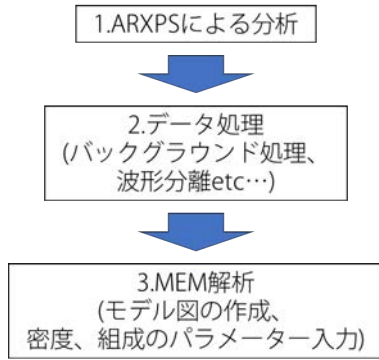 1.ARXPSによる分析
2.データ処理
(バックグラウンド処理、
波形分離etc…)
3.MEM解析
(モデル図の作成、
密度、組成のパラメーター入力)